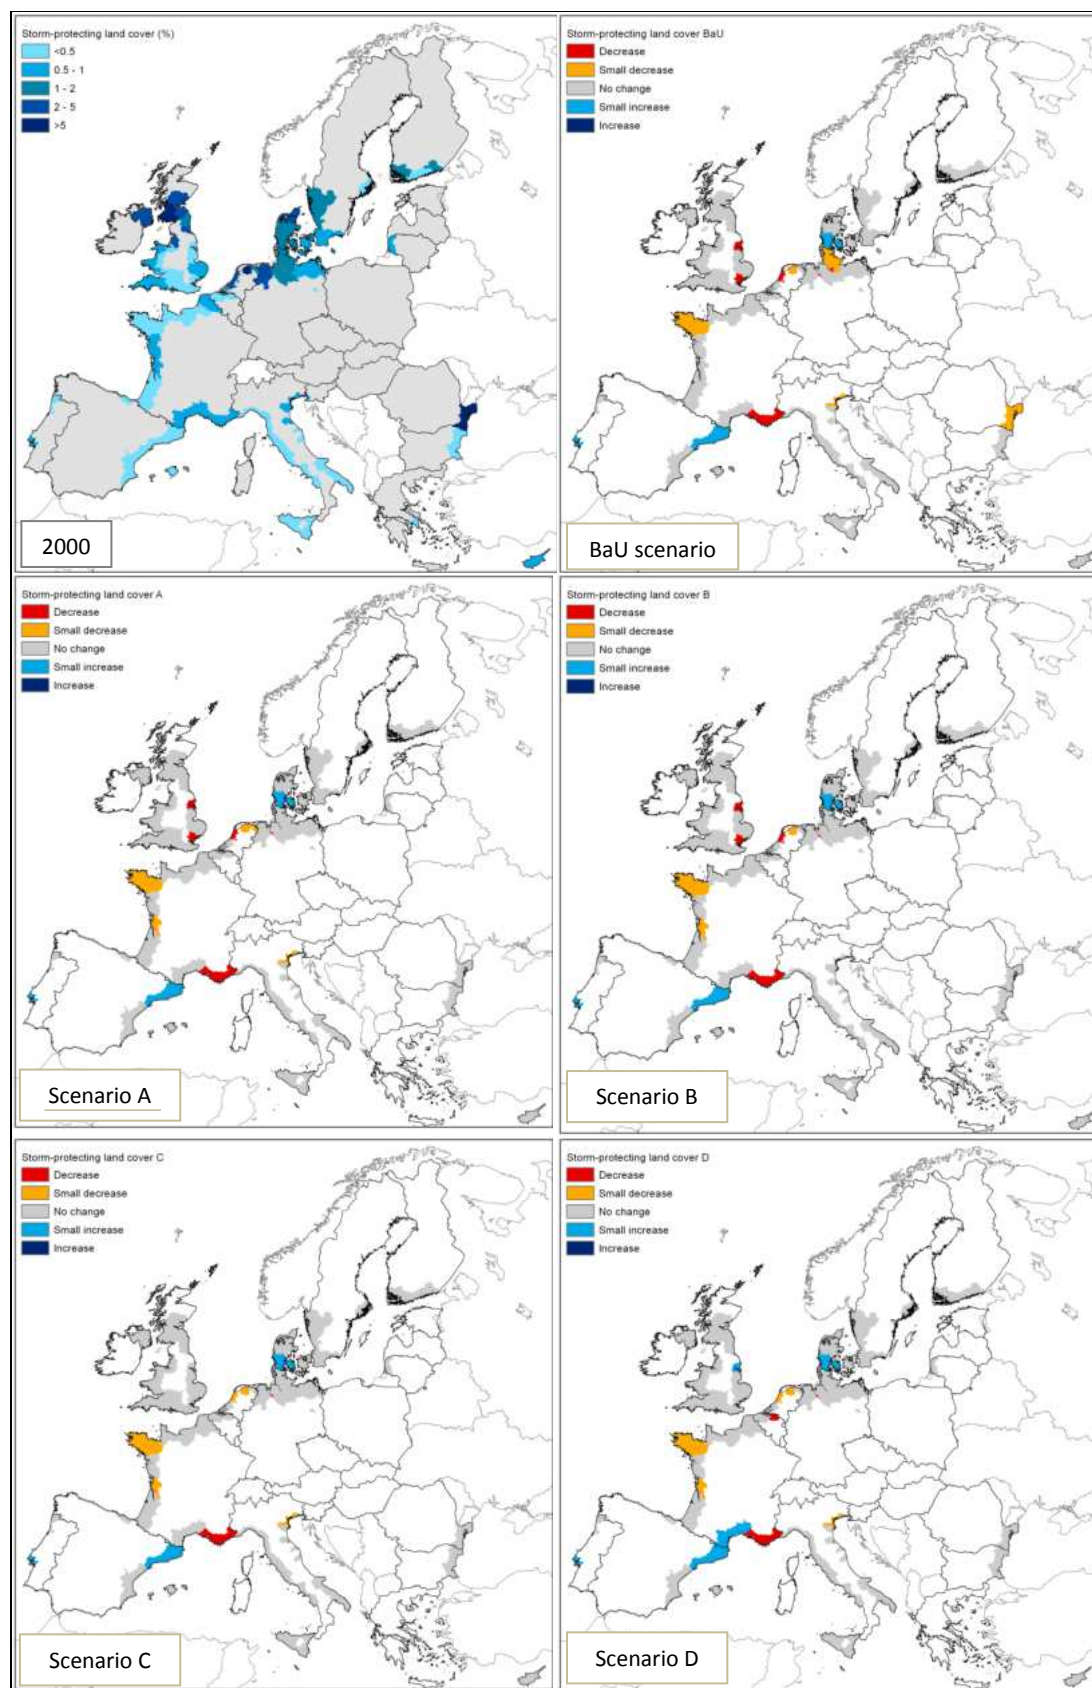 Storm-protecting land cover (%)
<0.5
0.5 - 1
1 - 2
2 - 5
>5
2000
Storm-protecting land cover BaU
Decrease
Small decrease
No change
Small increase
Increase
BaU scenario
Storm-protecting land cover A
Decrease
Small decrease
No change
Small increase
Increase
Scenario A
Storm-protecting land cover B
Decrease
Small decrease
No change
Small increase
Increase
Scenario B
Storm-protecting land cover C
Decrease
Small decrease
No change
Small increase
Increase
Scenario C
Storm-protecting land cover D
Decrease
Small decrease
No change
Small increase
Increase
Scenario D